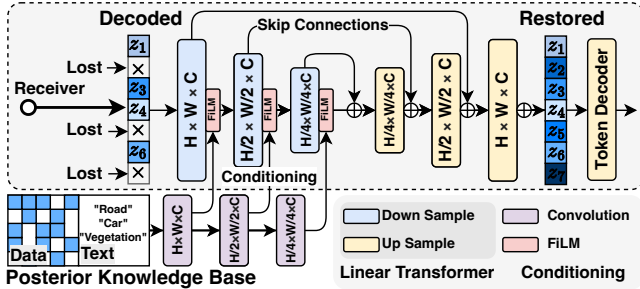 Decoded
Skip Connections
Restored
z1
Lost
×
z3
Receiver
z4
Lost
×
z6
Lost
×
H × W × C
FiLM
H/2 × W/2 × C
FiLM
H/4×W/4×C
FiLM
H/4×W/4×C
H/2 × W/2 × C
H × W × C
z1
z2
z3
z4
z5
z6
z7
Token Decoder
Conditioning
"Road"
"Car"
"Vegetation"
Data
Text
H×W×C
H/2×W/2×C
H/4×W/4×C
Posterior Knowledge Base
Down Sample
Up Sample
Linear Transformer
Convolution
FiLM
Conditioning